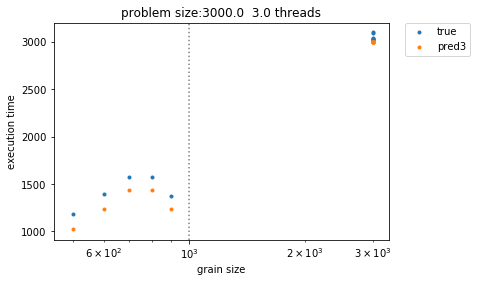 problem size:3000.0  3.0 threads
true
pred3
execution time
3000
2500
2000
1500
1000
6 × 10²
10³
2 × 10³
3 × 10³
grain size